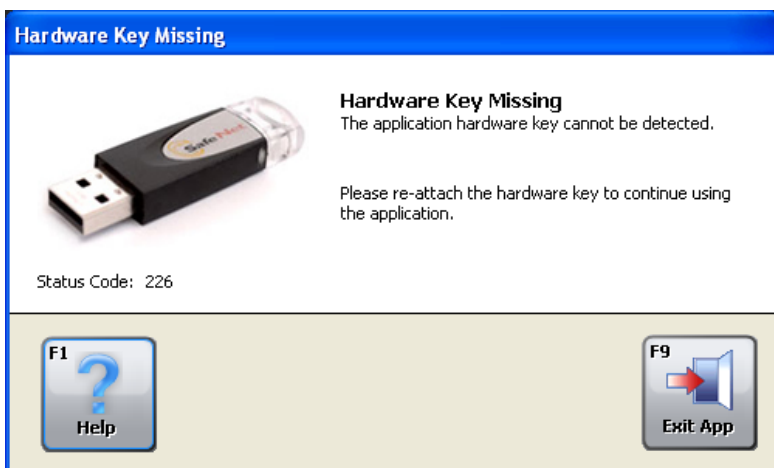 Hardware Key Missing
Hardware Key Missing
The application hardware key cannot be detected.
SafeNet
Please re-attach the hardware key to continue using
the application.
Status Code: 226
F1
Help
F9
Exit App